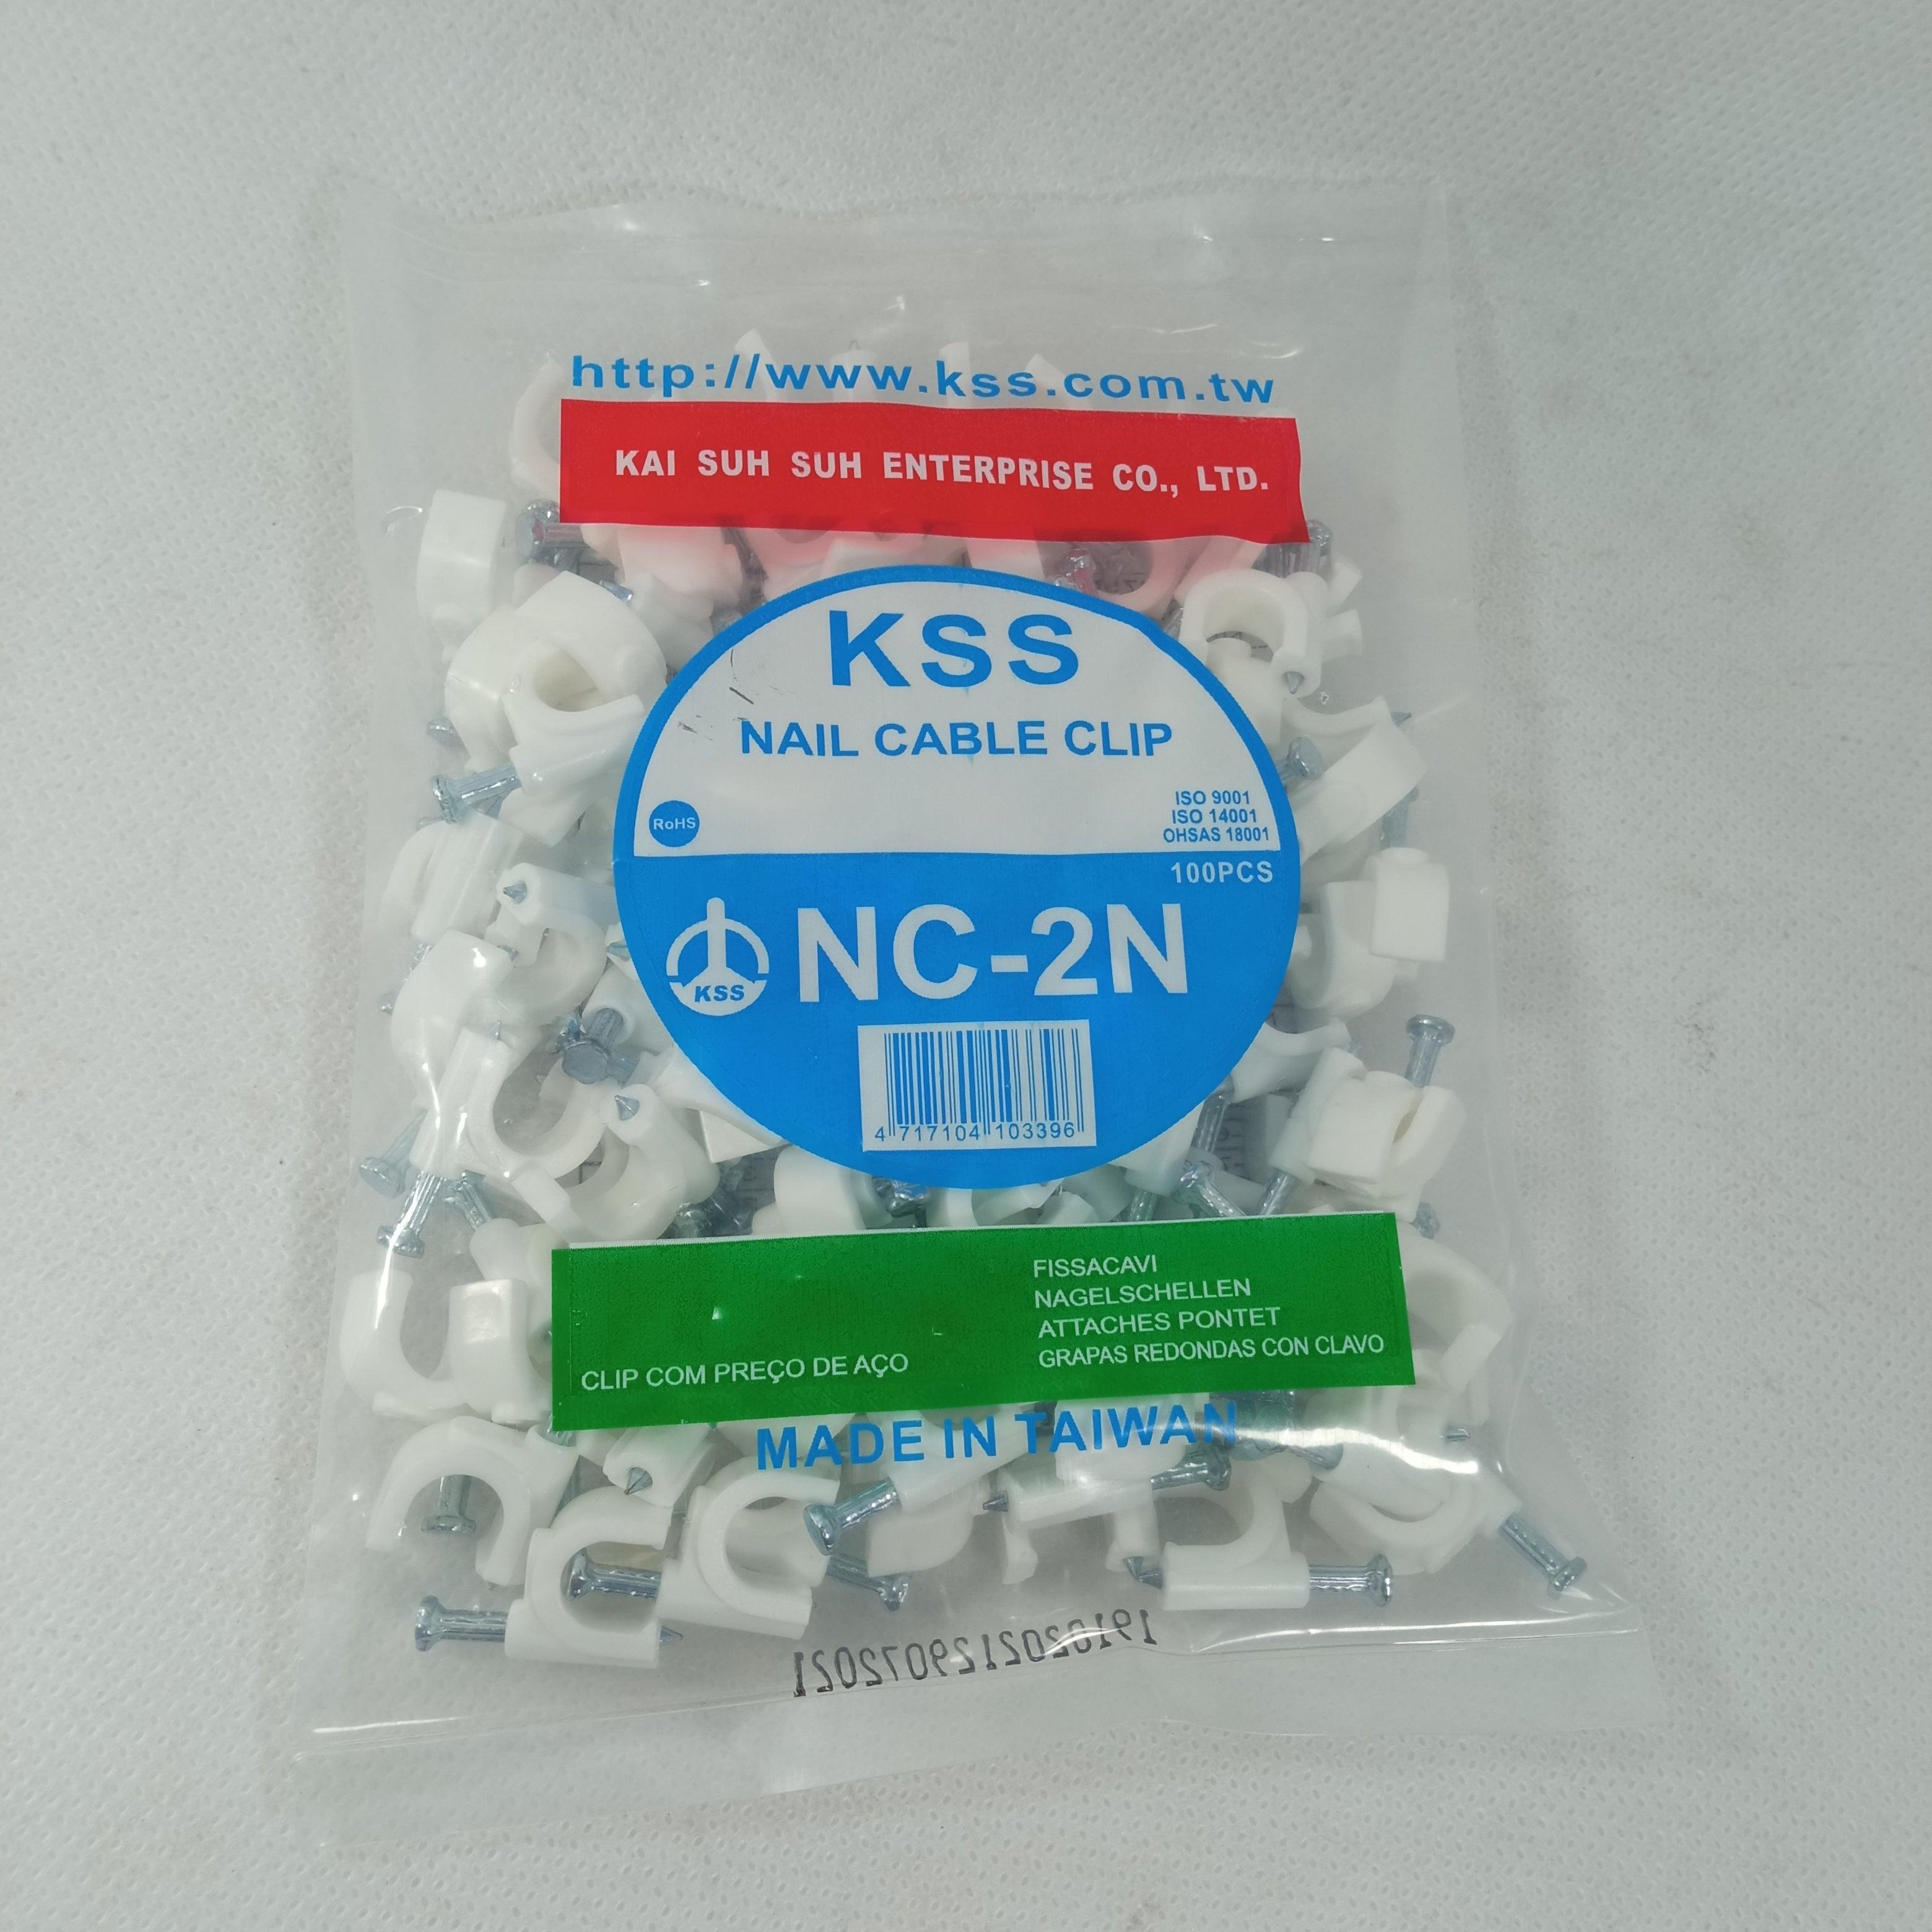 http://www.kss.com.tw
KAI SUH SUH ENTERPRISE CO., LTD.
KSS
NAIL CABLE CLIP
RoHS
ISO 9001
ISO 14001
OHSAS 18001
100PCS
KSS
NC-2N
4 717104 103396
FISSACAVI
NAGELSCHELLEN
ATTACHES PONTET
GRAPAS REDONDAS CON CLAVO
CLIP COM PREÇO DE AÇO
MADE IN TAIWAN